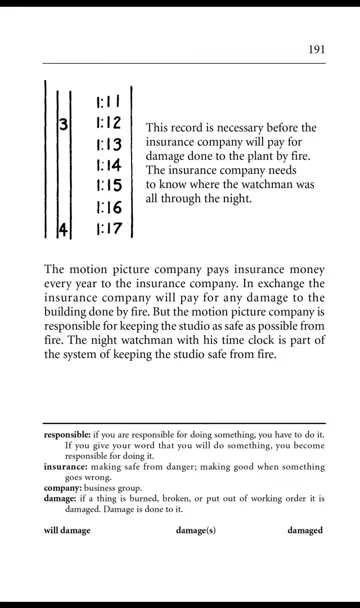 191
1:11
3 1:12
1:13
1:14
1:15
1:16
4 1:17
This record is necessary before the
insurance company will pay for
damage done to the plant by fire.
The insurance company needs
to know where the watchman was
all through the night.
The motion picture company pays insurance money
every year to the insurance company. In exchange the
insurance company will pay for any damage to the
building done by fire. But the motion picture company is
responsible for keeping the studio as safe as possible from
fire. The night watchman with his time clock is part of
the system of keeping the studio safe from fire.
responsible: if you are responsible for doing something, you have to do it.
If you give your word that you will do something, you become
responsible for doing it.
insurance: making safe from danger; making good when something
goes wrong.
company: business group.
damage: if a thing is burned, broken, or put out of working order it is
damaged. Damage is done to it.
will damage damage(s) damaged